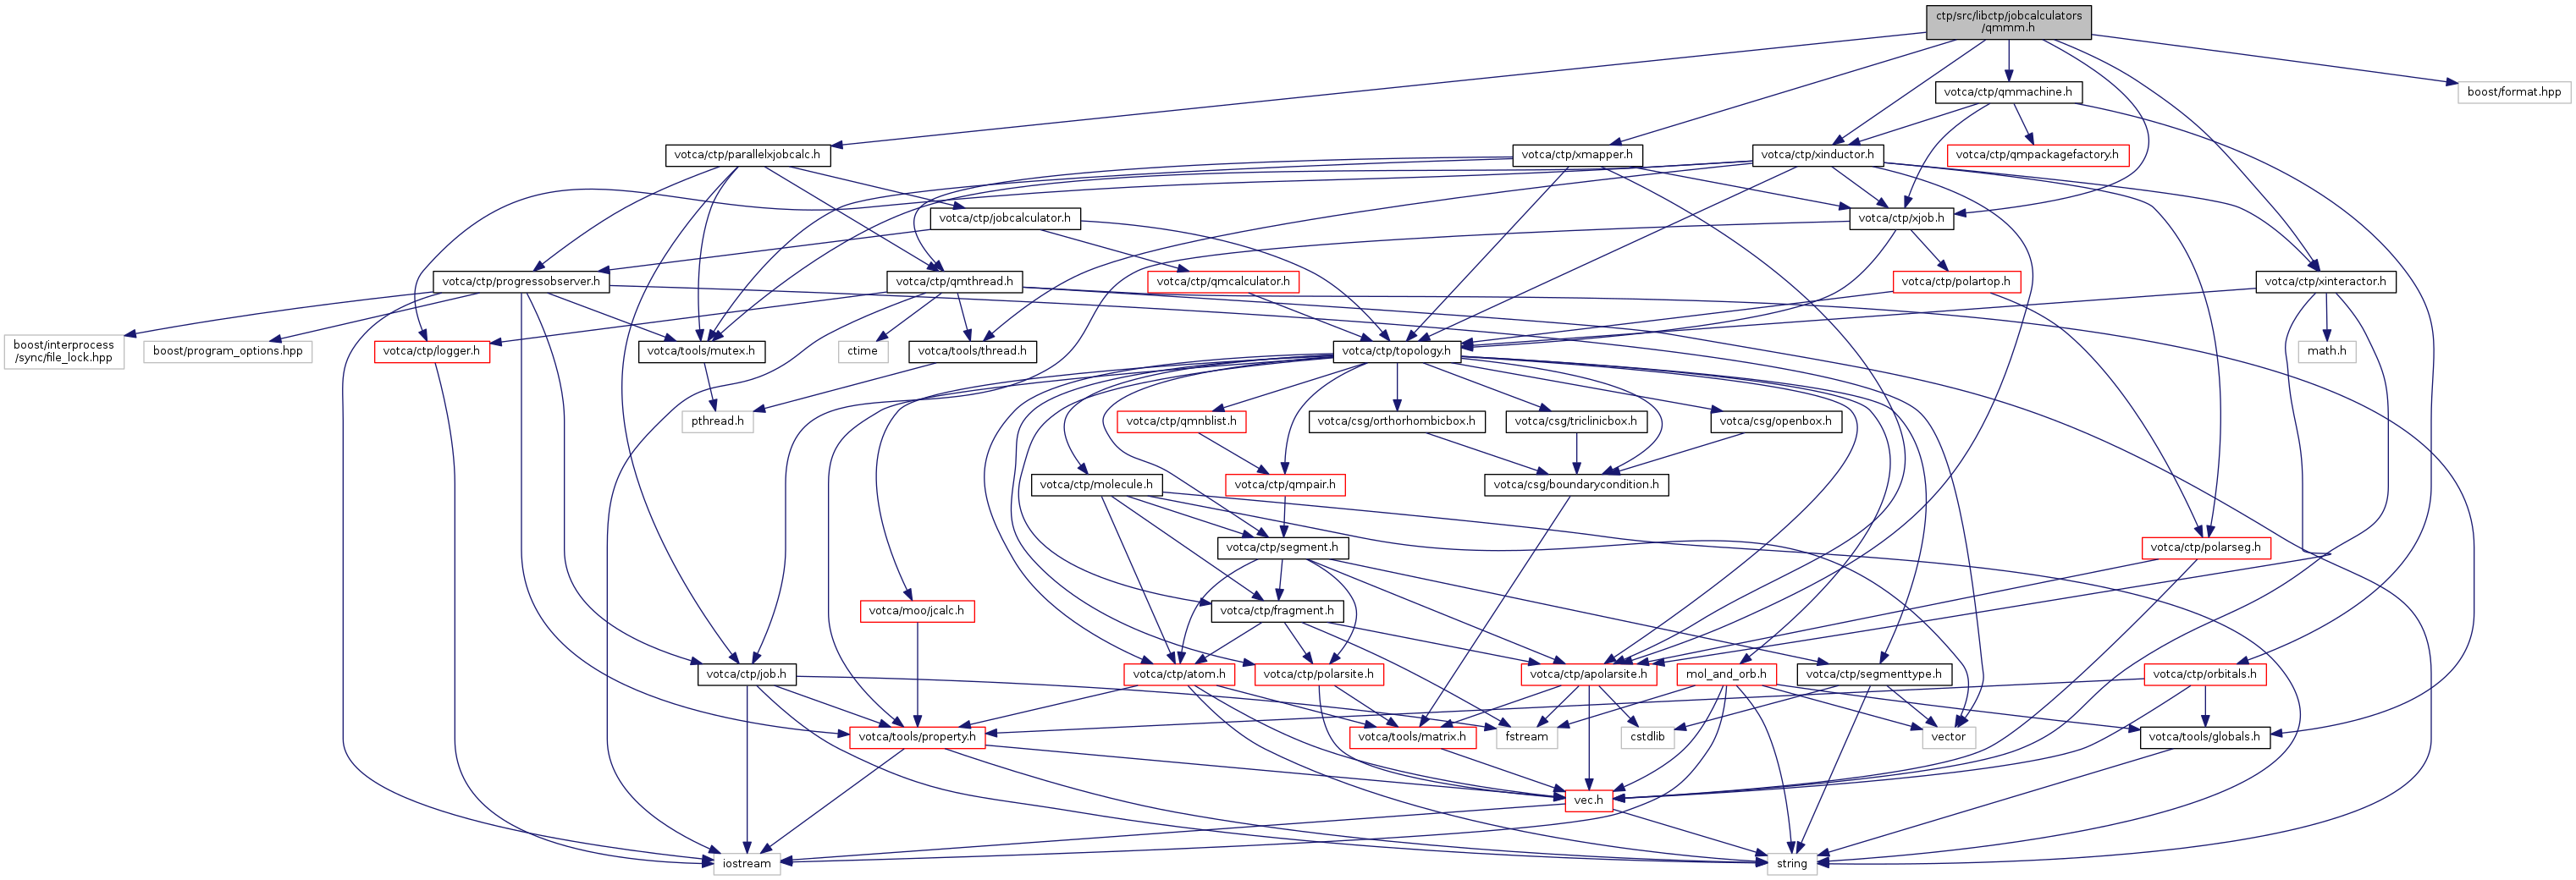 ctp/src/libctp/jobcalculators
/qmmm.h
votca/ctp/qmmachine.h
boost/format.hpp
votca/ctp/parallelxjobcalc.h
votca/ctp/xmapper.h
votca/ctp/xinductor.h
votca/ctp/qmpackagefactory.h
votca/ctp/jobcalculator.h
votca/ctp/xjob.h
votca/ctp/progressobserver.h
votca/ctp/qmthread.h
votca/ctp/qmcalculator.h
votca/ctp/polartop.h
votca/ctp/xinteractor.h
boost/interprocess
/sync/file_lock.hpp
boost/program_options.hpp
votca/ctp/logger.h
votca/tools/mutex.h
ctime
votca/tools/thread.h
votca/ctp/topology.h
math.h
pthread.h
votca/ctp/qmnblist.h
votca/csg/orthorhombicbox.h
votca/csg/triclinicbox.h
votca/csg/openbox.h
votca/ctp/molecule.h
votca/ctp/qmpair.h
votca/csg/boundarycondition.h
votca/ctp/segment.h
votca/ctp/polarseg.h
votca/moo/jcalc.h
votca/ctp/fragment.h
votca/ctp/job.h
votca/ctp/atom.h
votca/ctp/polarsite.h
votca/ctp/apolarsite.h
mol_and_orb.h
votca/ctp/segmenttype.h
votca/ctp/orbitals.h
votca/tools/property.h
votca/tools/matrix.h
fstream
cstdlib
vector
votca/tools/globals.h
vec.h
iostream
string